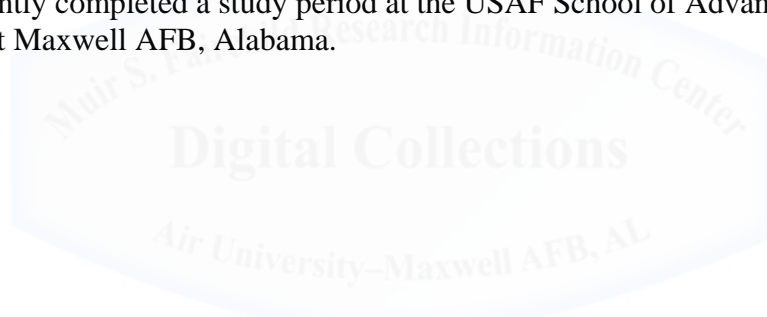 ntly completed a study period at the USAF School of Advan
t Maxwell AFB, Alabama.
Muir S. Fairchild Research Information Center
Digital Collections
Air University–Maxwell AFB, AL